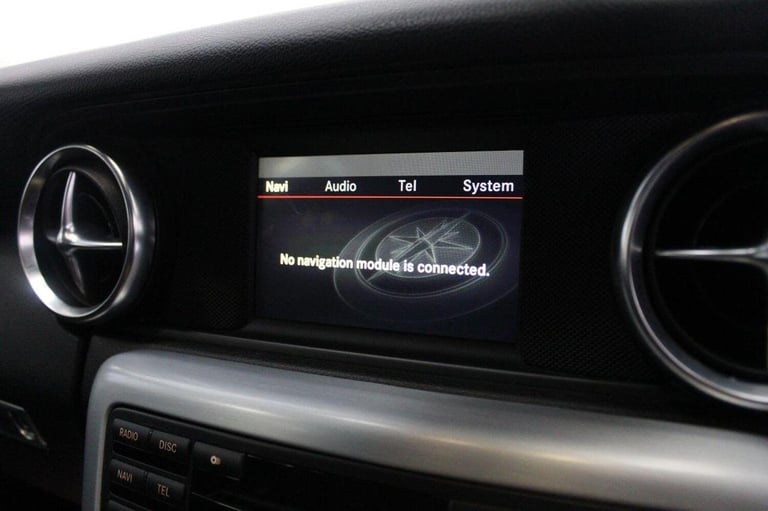 Navi Audio Tel System
No navigation module is connected.
RADIO DISC
NAVI TEL